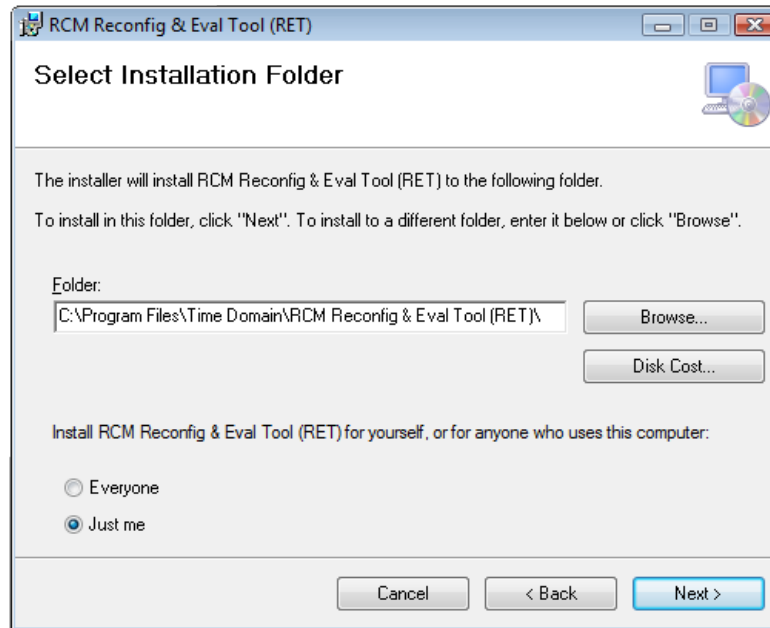 RCM Reconfig & Eval Tool (RET)
Select Installation Folder
The installer will install RCM Reconfig & Eval Tool (RET) to the following folder.
To install in this folder, click "Next". To install to a different folder, enter it below or click "Browse".
Folder:
C:\Program Files\Time Domain\RCM Reconfig & Eval Tool (RET)\
Browse...
Disk Cost...
Install RCM Reconfig & Eval Tool (RET) for yourself, or for anyone who uses this computer:
Everyone
Just me
Cancel
< Back
Next >